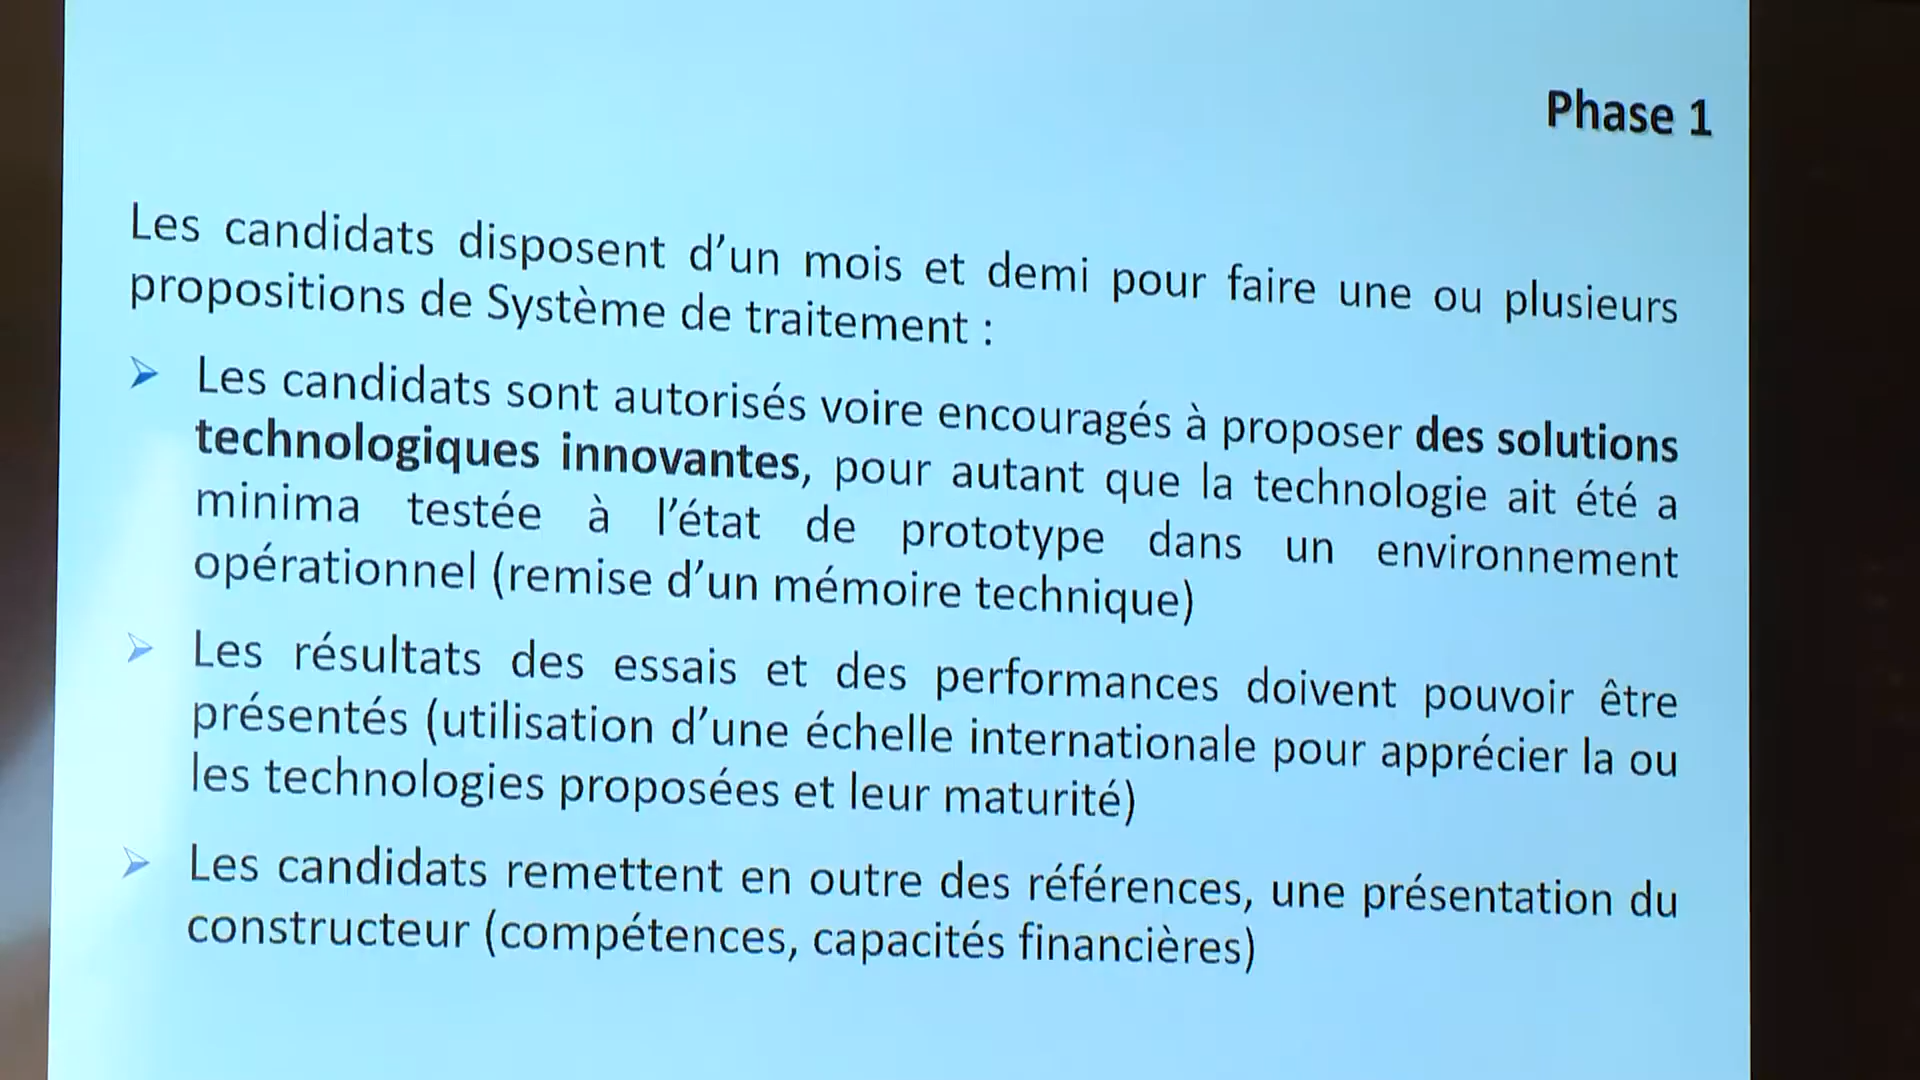 Phase 1
Les candidats disposent d'un mois et demi pour faire une ou plusieurs
propositions de Système de traitement :
➢ Les candidats sont autorisés voire encouragés à proposer des solutions
technologiques innovantes, pour autant que la technologie ait été a
minima testée à l'état de prototype dans un environnement
opérationnel (remise d'un mémoire technique)
➢ Les résultats des essais et des performances doivent pouvoir être
présentés (utilisation d'une échelle internationale pour apprécier la ou
les technologies proposées et leur maturité)
➢ Les candidats remettent en outre des références, une présentation du
constructeur (compétences, capacités financières)